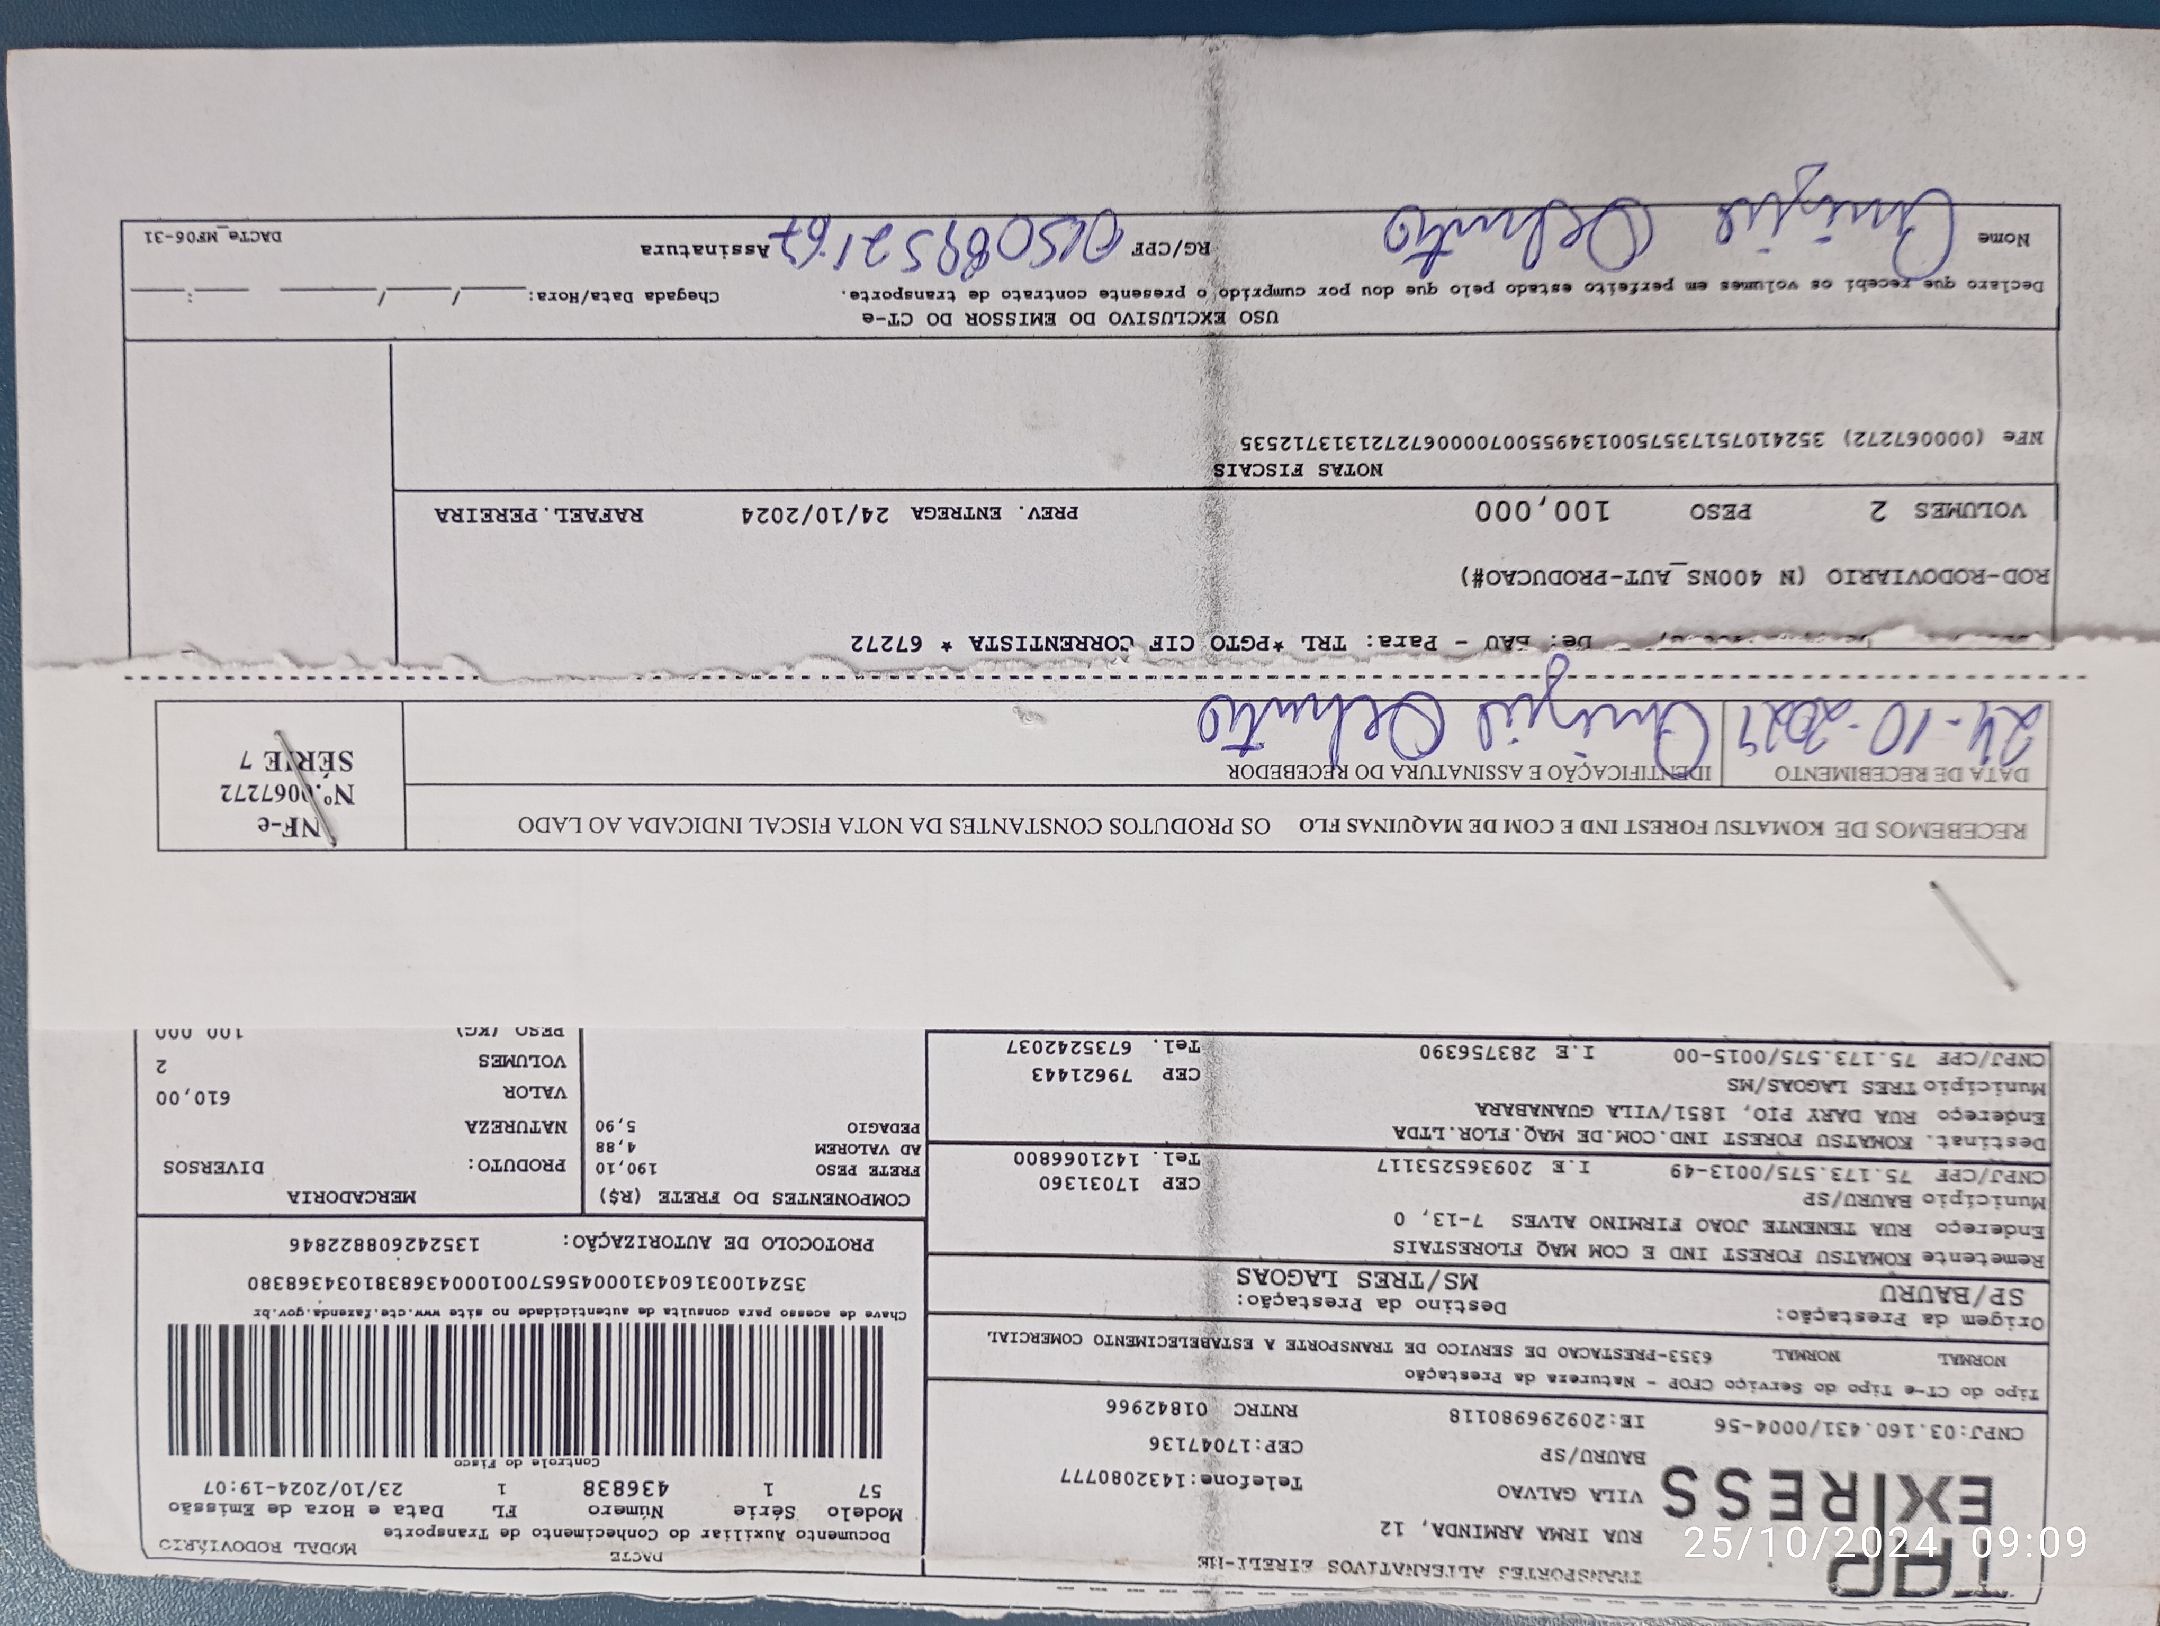 TRANSPORTES ALTERNATIVOS EIRELI-ME
TAP
EXPRESS
RUA IRMA ARMINDA, 12
VILA GALVAO Telefone:1432080777
BAURU/SP CEP:17047136
CNPJ:03.160.431/0004-56 IE:209296980118 RNTRC 01842966
DACTE MODAL RODOVIÁRIO
Documento Auxiliar do Conhecimento de Transporte
Modelo Série Número FL Data e Hora de Emissão
57 1 436838 1 23/10/2024-19:07
Controle do Fisco
Chave de acesso para consulta de autenticidade no site www.cte.fazenda.gov.br
35241003160431000456570010004368381034368380
PROTOCOLO DE AUTORIZAÇÃO: 135242608822846
Tipo do CT-e Tipo do Serviço CFOP - Natureza da Prestação
NORMAL NORMAL 6353-PRESTACAO DE SERVICO DE TRANSPORTE A ESTABELECIMENTO COMERCIAL
Origem da Prestação: Destino da Prestação:
SP/BAURU MS/TRES LAGOAS
Remetente KOMATSU FOREST IND E COM MAQ FLORESTAIS
Endereço RUA TENENTE JOAO FIRMINO ALVES 7-13, 0
Município BAURU/SP CEP 17031360
CNPJ/CPF 75.173.575/0013-49 I.E 209365253117 Tel. 1421066800
Destinat. KOMATSU FOREST IND.COM.DE MAQ.FLOR.LTDA
Endereço RUA DARY PIO, 1851/VILA GUANABARA
Município TRES LAGOAS/MS CEP 79621443
CNPJ/CPF 75.173.575/0015-00 I.E 283756390 Tel. 6735242037
COMPONENTES DO FRETE (R$)
FRETE PESO 190,10
AD VALOREM 4,88
PEDAGIO 5,90
MERCADORIA
PRODUTO: DIVERSOS
NATUREZA
VALOR 610,00
VOLUMES 2
PESO (KG) 100,000
RECEBEMOS DE KOMATSU FOREST IND E COM DE MAQUINAS FLO OS PRODUTOS CONSTANTES DA NOTA FISCAL INDICADA AO LADO
DATA DE RECEBIMENTO IDENTIFICAÇÃO E ASSINATURA DO RECEBEDOR
24-10-2024
NF-e
Nº.0067272
SÉRIE 7
De: BAU - Para: TRL *PGTO CIF CORRENTISTA * 67272
ROD-RODOVIARIO (N 400NS_AUT-PRODUCAO#)
VOLUMES 2 PESO 100,000 PREV. ENTREGA 24/10/2024 RAFAEL.PEREIRA
NOTAS FISCAIS
NFe (000067272) 35241075173575001349550070000672721313712535
USO EXCLUSIVO DO EMISSOR DO CT-e
Declaro que recebi os volumes em perfeito estado pelo que dou por cumprido o presente contrato de transporte. Chegada Data/Hora: ____/____/____ ____:____
Nome RG/CPF Assinatura
DACTe_MF06-31
25/10/2024 09:09